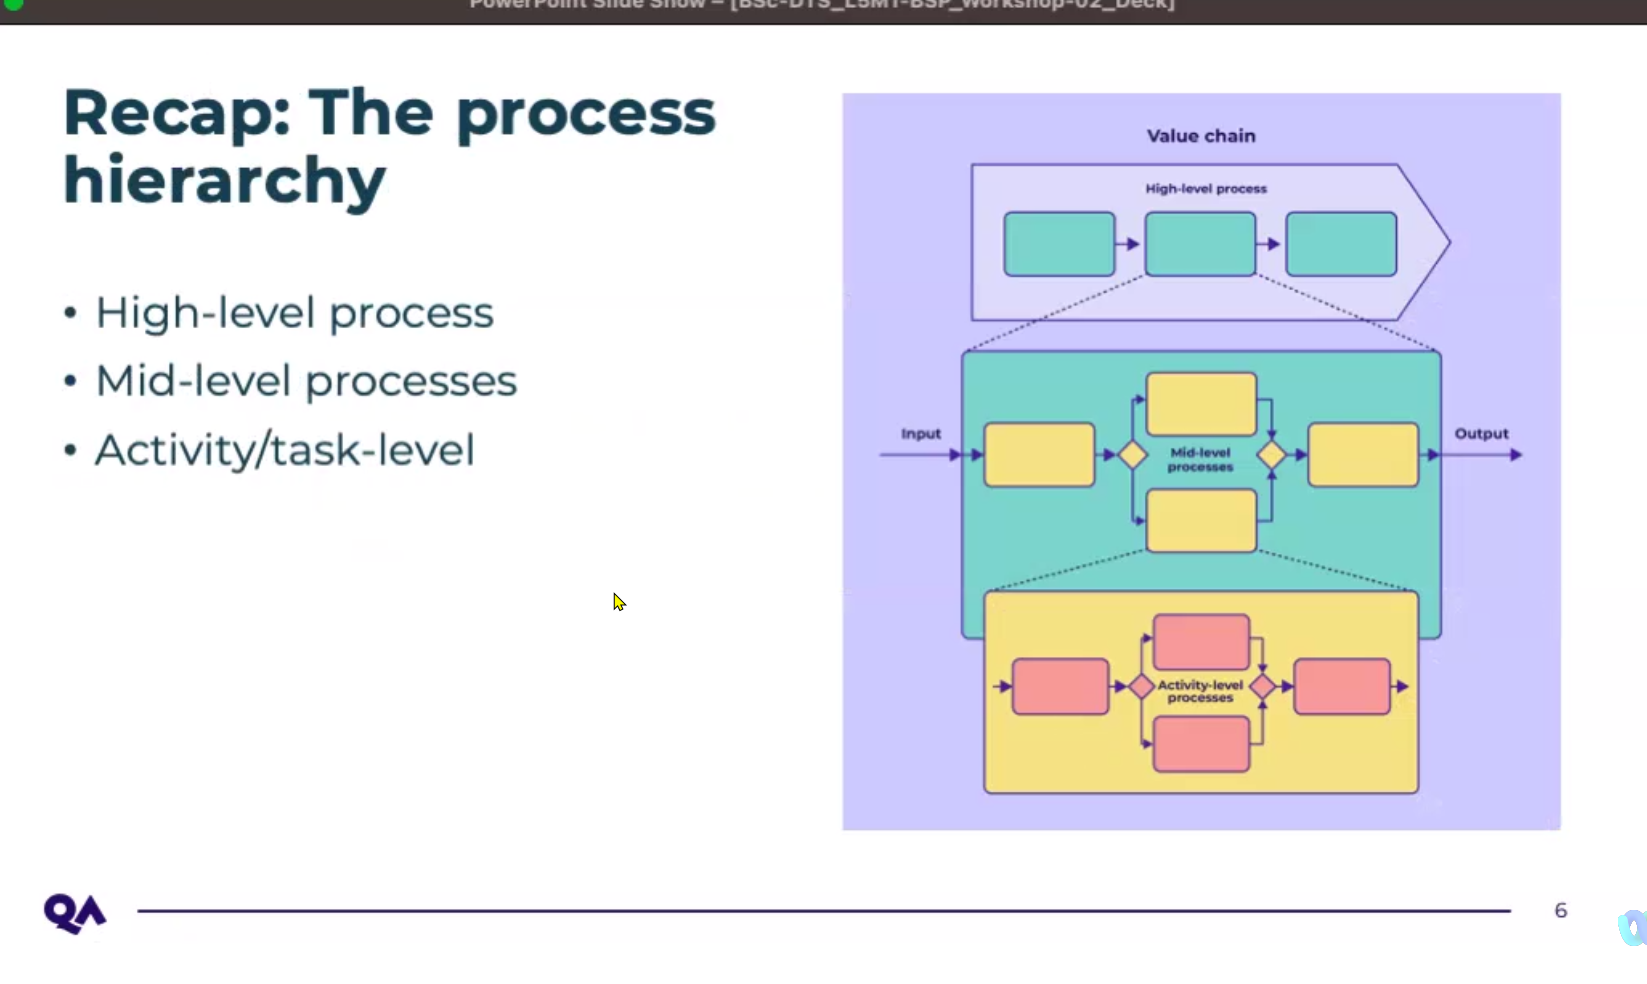 PowerPoint Slide Show – [BSc-DTS_L5M1-BSP_Workshop-02_Deck]
Recap: The process
hierarchy
• High-level process
• Mid-level processes
• Activity/task-level
Value chain
High-level process
Input
Mid-level
processes
Output
Activity-level
processes
QA
6